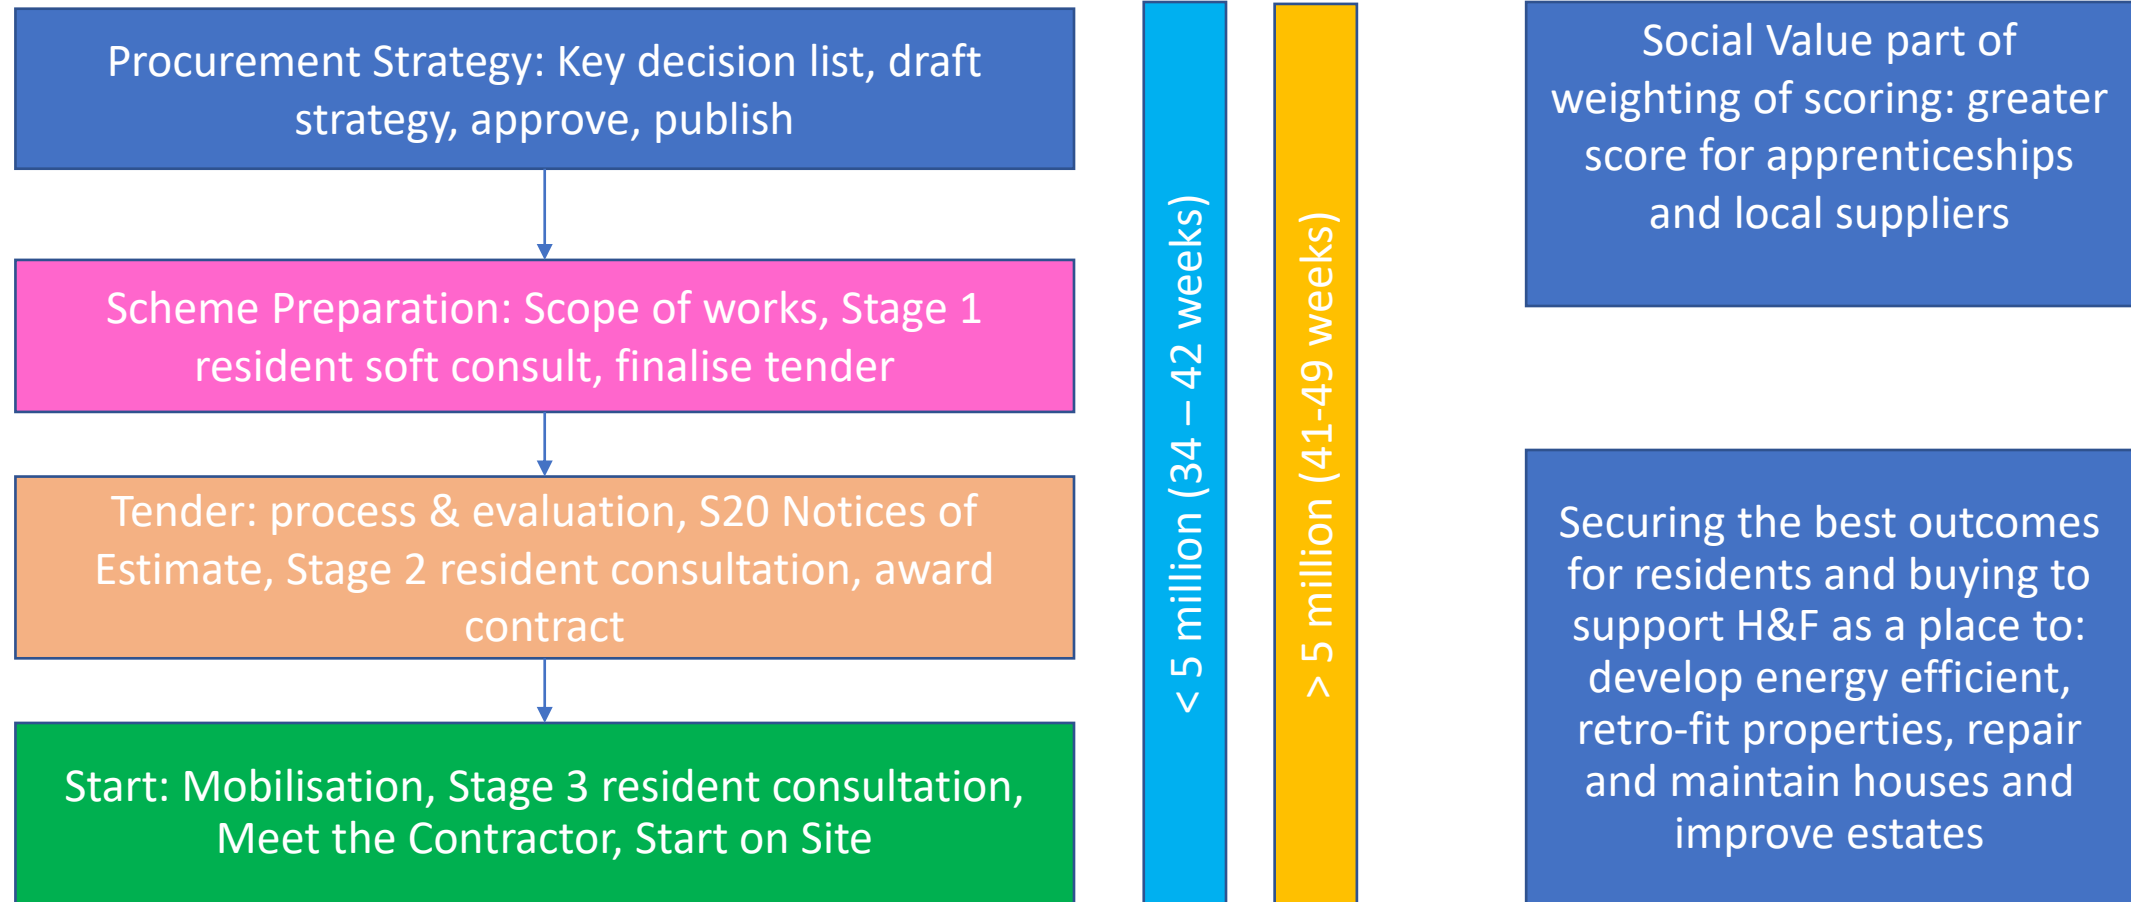 Procurement Strategy: Key decision list, draft
strategy, approve, publish
Scheme Preparation: Scope of works, Stage 1
resident soft consult, finalise tender
Tender: process & evaluation, S20 Notices of
Estimate, Stage 2 resident consultation, award
contract
Start: Mobilisation, Stage 3 resident consultation,
Meet the Contractor, Start on Site
< 5 million (34 – 42 weeks)
> 5 million (41-49 weeks)
Social Value part of
weighting of scoring: greater
score for apprenticeships
and local suppliers
Securing the best outcomes
for residents and buying to
support H&F as a place to:
develop energy efficient,
retro-fit properties, repair
and maintain houses and
improve estates